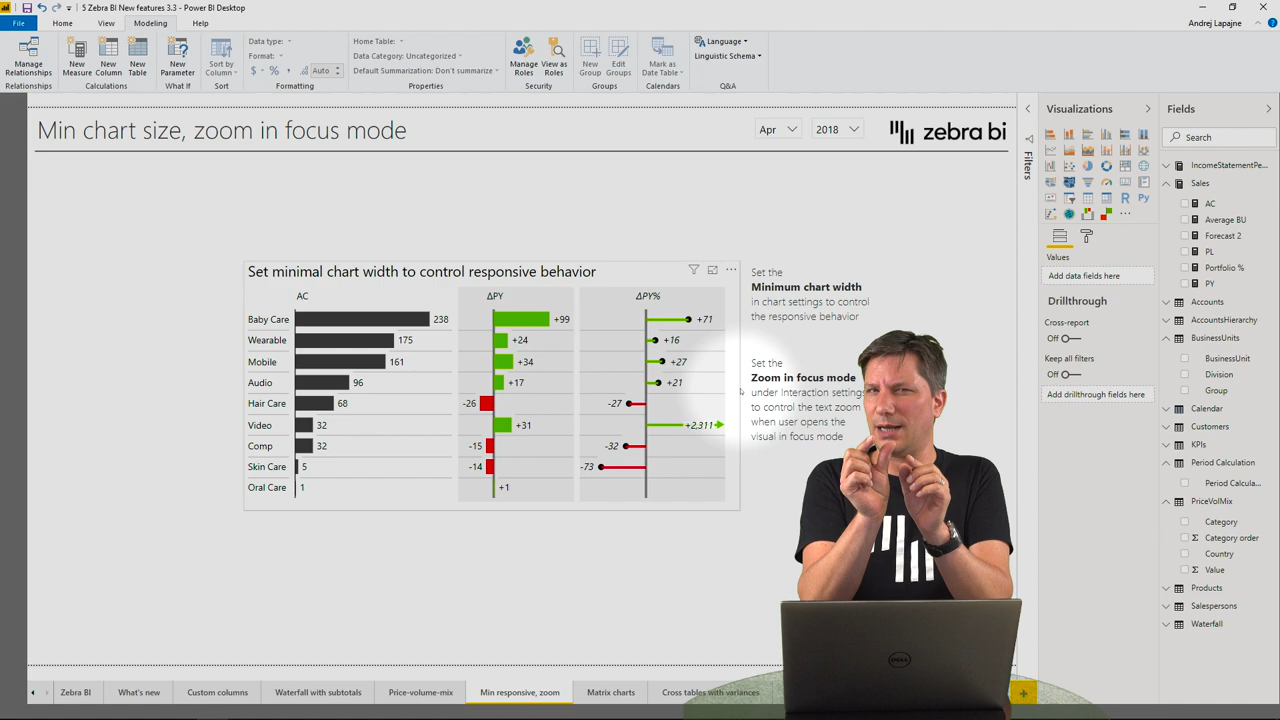 5 Zebra BI New features 3.3 - Power BI Desktop
Andrej Lapajne
File
Home
View
Modeling
Help
Manage
Relationships
New
Measure
New
Column
New
Table
New
Parameter
Sort by
Column
Data type:
Format:
$ % , Auto
Home Table:
Data Category: Uncategorized
Default Summarization: Don't summarize
Manage
Roles
View as
Roles
New
Group
Edit
Groups
Mark as
Date Table
Language
Linguistic Schema
Relationships
Calculations
What If
Sort
Formatting
Properties
Security
Groups
Calendars
Q&A
Min chart size, zoom in focus mode
Apr
2018
zebra bi
Set minimal chart width to control responsive behavior
AC ΔPY ΔPY%
Baby Care 238 +99 +71
Wearable 175 +24 +16
Mobile 161 +34 +27
Audio 96 +17 +21
Hair Care 68 -26 -27
Video 32 +31 +2,311
Comp 32 -15 -32
Skin Care 5 -14 -73
Oral Care 1 +1
Set the
Minimum chart width
in chart settings to control
the responsive behavior
Set the
Zoom in focus mode
under Interaction settings
to control the text zoom
when user opens the
visual in focus mode
DELL
Filters
Visualizations
R Py
Values
Add data fields here
Drillthrough
Cross-report
Off
Keep all filters
Off
Add drillthrough fields here
Fields
Search
IncomeStatementPe...
Sales
AC
Average BU
Forecast 2
PL
Portfolio %
PY
Accounts
AccountsHierarchy
BusinessUnits
BusinessUnit
Division
Group
Calendar
Customers
KPIs
Period Calculation
Period Calcula...
PriceVolMix
Category
Σ Category order
Country
Σ Value
Products
Salespersons
Waterfall
Zebra BI
What's new
Custom columns
Waterfall with subtotals
Price-volume-mix
Min responsive, zoom
Matrix charts
Cross tables with variances